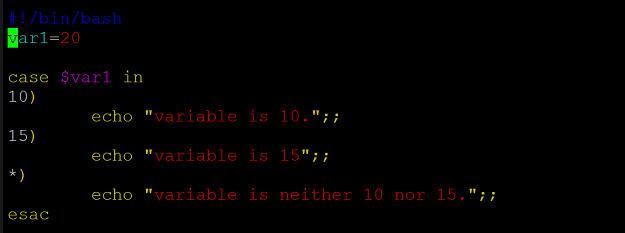 #!/bin/bash
var1=20
case $var1 in
10)
echo "variable is 10.";;
15)
echo "variable is 15";;
*)
echo "variable is neither 10 nor 15.";;
esac